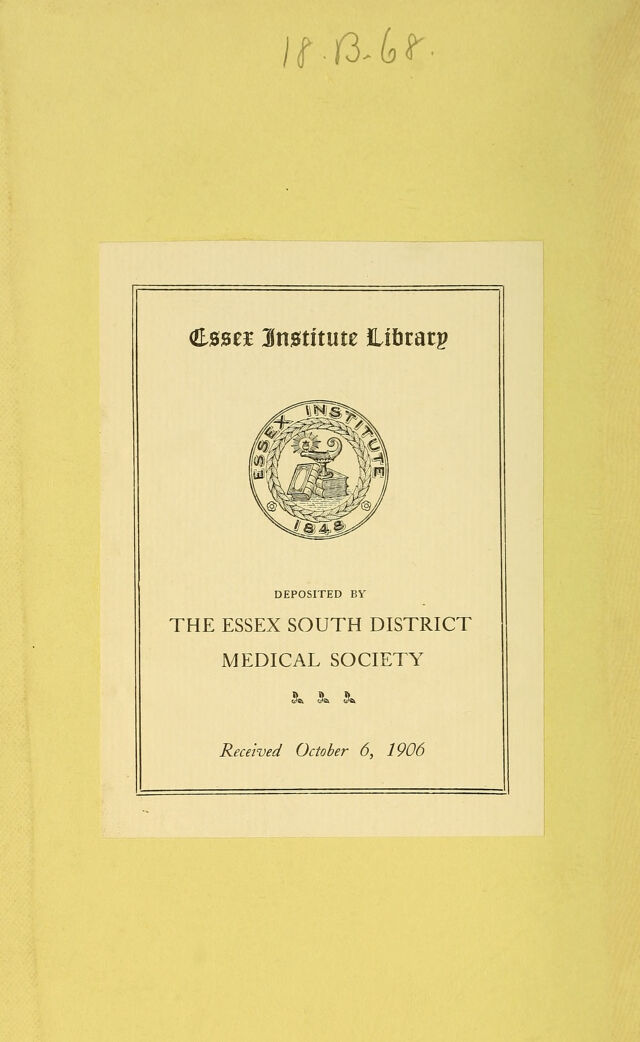 18.B.68.
Essex Institute Library
ESSEX INSTITUTE
1848
DEPOSITED BY
THE ESSEX SOUTH DISTRICT
MEDICAL SOCIETY
Received October 6, 1906